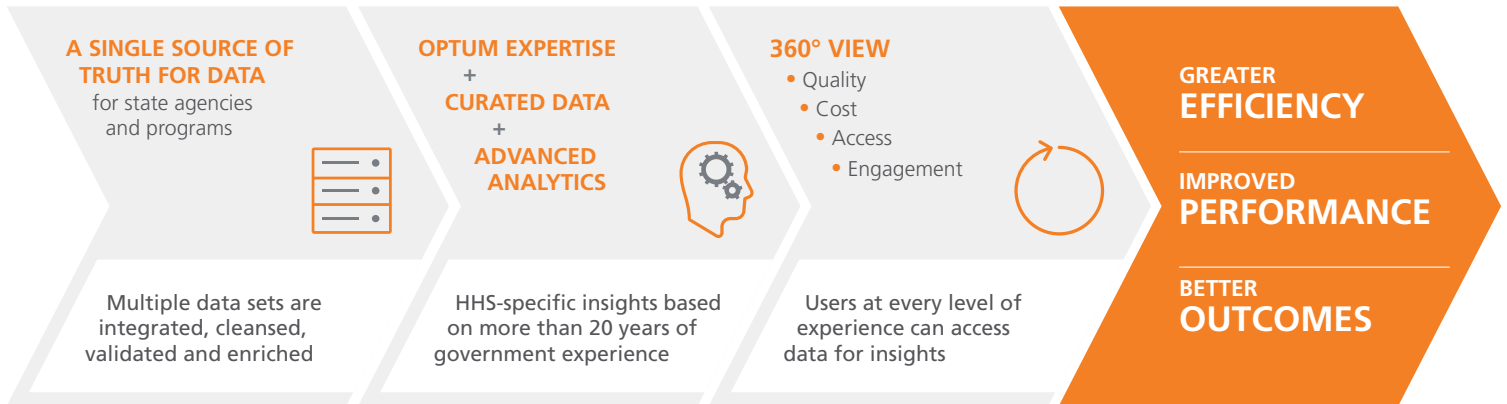 A SINGLE SOURCE OF
TRUTH FOR DATA
for state agencies
and programs
Multiple data sets are
integrated, cleansed,
validated and enriched
OPTUM EXPERTISE
+
CURATED DATA
+
ADVANCED
ANALYTICS
HHS-specific insights based
on more than 20 years of
government experience
360° VIEW
• Quality
• Cost
• Access
• Engagement
Users at every level of
experience can access
data for insights
GREATER
EFFICIENCY
IMPROVED
PERFORMANCE
BETTER
OUTCOMES